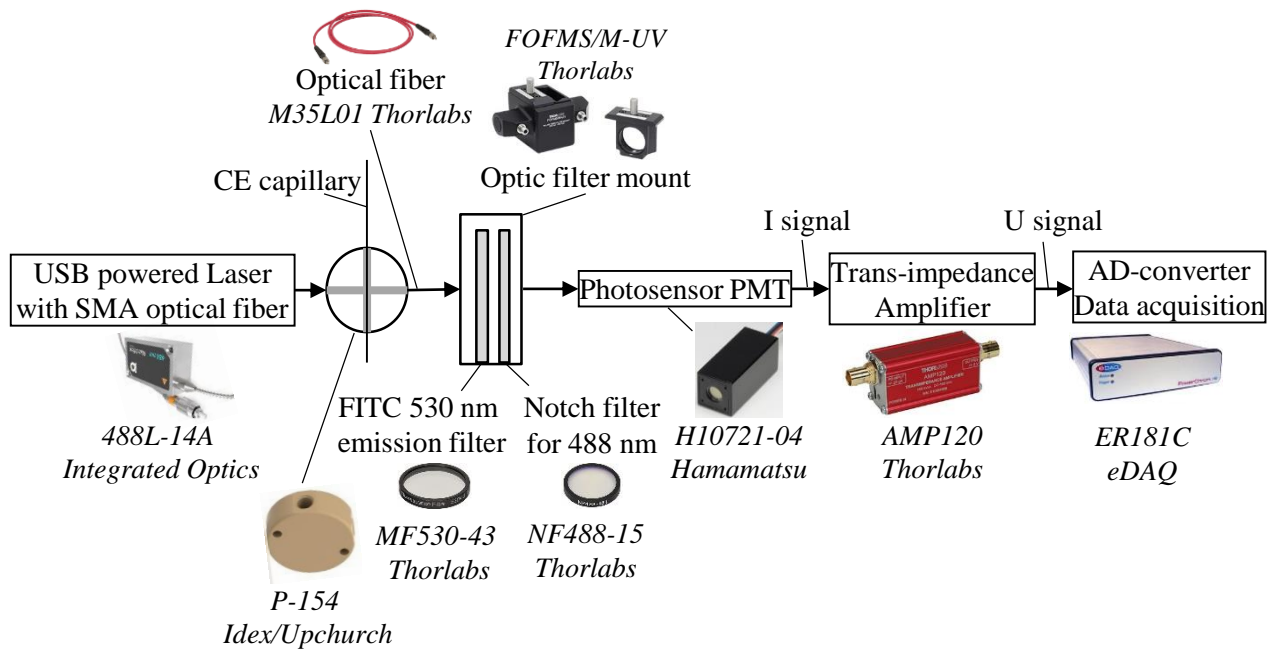 FOFMS/M-UV
Thorlabs
Optical fiber
M35L01 Thorlabs
CE capillary
Optic filter mount
I signal
U signal
USB powered Laser
with SMA optical fiber
Photosensor PMT
Trans-impedance
Amplifier
AD-converter
Data acquisition
488L-14A
Integrated Optics
FITC 530 nm
emission filter
Notch filter
for 488 nm
H10721-04
Hamamatsu
THORLABS
AMP120
AMP120
Thorlabs
eDAQ
ER181C
eDAQ
MF530-43
Thorlabs
NF488-15
Thorlabs
P-154
Idex/Upchurch